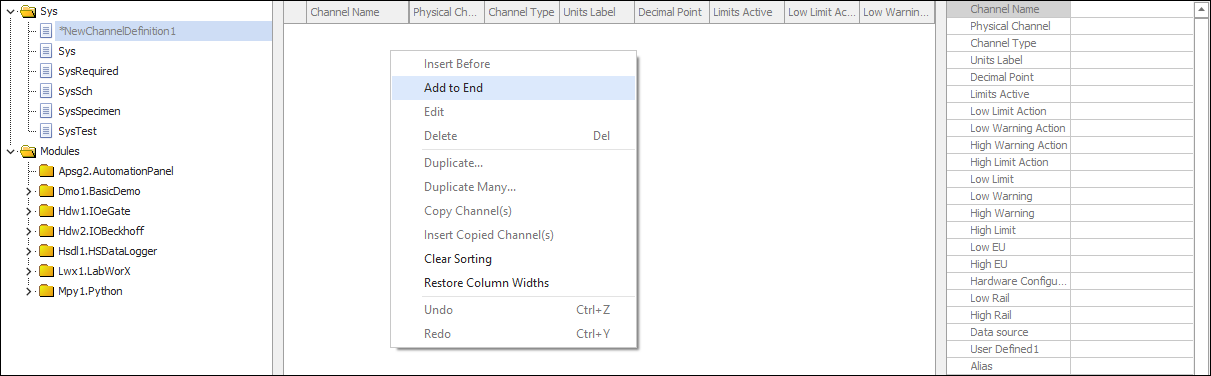 Sys
*NewChannelDefinition1
Sys
SysRequired
SysSch
SysSpecimen
SysTest
Modules
Apsg2.AutomationPanel
Dmo1.BasicDemo
Hdw1.IOeGate
Hdw2.IOBeckhoff
Hsdl1.HSDataLogger
Lwx1.LabWorX
Mpy1.Python
Channel Name Physical Ch... Channel Type Units Label Decimal Point Limits Active Low Limit Ac... Low Warnin...
Insert Before
Add to End
Edit
Delete Del
Duplicate...
Duplicate Many...
Copy Channel(s)
Insert Copied Channel(s)
Clear Sorting
Restore Column Widths
Undo Ctrl+Z
Redo Ctrl+Y
Channel Name
Physical Channel
Channel Type
Units Label
Decimal Point
Limits Active
Low Limit Action
Low Warning Action
High Warning Action
High Limit Action
Low Limit
Low Warning
High Warning
High Limit
Low EU
High EU
Hardware Configu...
Low Rail
High Rail
Data source
User Defined1
Alias